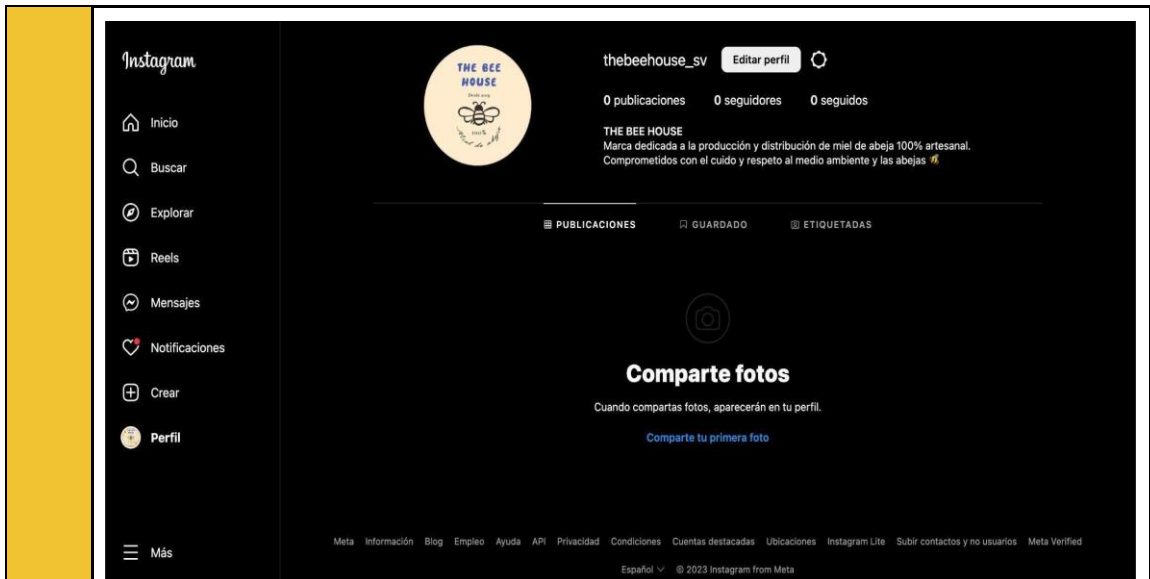 Instagram
Inicio
Buscar
Explorar
Reels
Mensajes
Notificaciones
Crear
Perfil
Más
THE BEE
HOUSE
100%
Miel de abeja
thebeehouse_sv Editar perfil
0 publicaciones 0 seguidores 0 seguidos
THE BEE HOUSE
Marca dedicada a la producción y distribución de miel de abeja 100% artesanal.
Comprometidos con el cuido y respeto al medio ambiente y las abejas
PUBLICACIONES GUARDADO ETIQUETADAS
Comparte fotos
Cuando compartas fotos, aparecerán en tu perfil.
Comparte tu primera foto
Meta Información Blog Empleo Ayuda API Privacidad Condiciones Cuentas destacadas Ubicaciones Instagram Lite Subir contactos y no usuarios Meta Verified
Español © 2023 Instagram from Meta